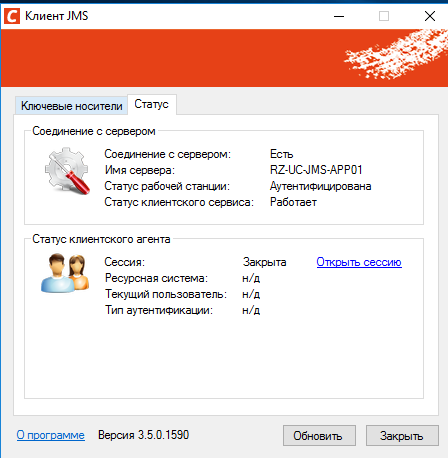 C Клиент JMS
Ключевые носители Статус
Соединение с сервером
Соединение с сервером: Есть
Имя сервера: RZ-UC-JMS-APP01
Статус рабочей станции: Аутентифицирована
Статус клиентского сервиса: Работает
Статус клиентского агента
Сессия: Закрыта Открыть сессию
Ресурсная система: н/д
Текущий пользователь: н/д
Тип аутентификации: н/д
О программе Версия 3.5.0.1590 Обновить Закрыть